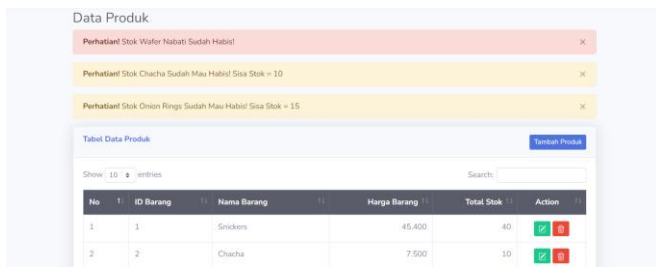 Data Produk
Perhatian! Stok Wafer Nabati Sudah Habis!
Perhatian! Stok Chacha Sudah Mau Habis! Sisa Stok = 10
Perhatian! Stok Onion Rings Sudah Mau Habis! Sisa Stok = 15
Tabel Data Produk Tambah Produk
Show 10 entries Search:
No ID Barang Nama Barang Harga Barang Total Stok Action
1 1 Snickers 45.400 40
2 2 Chacha 7.500 10